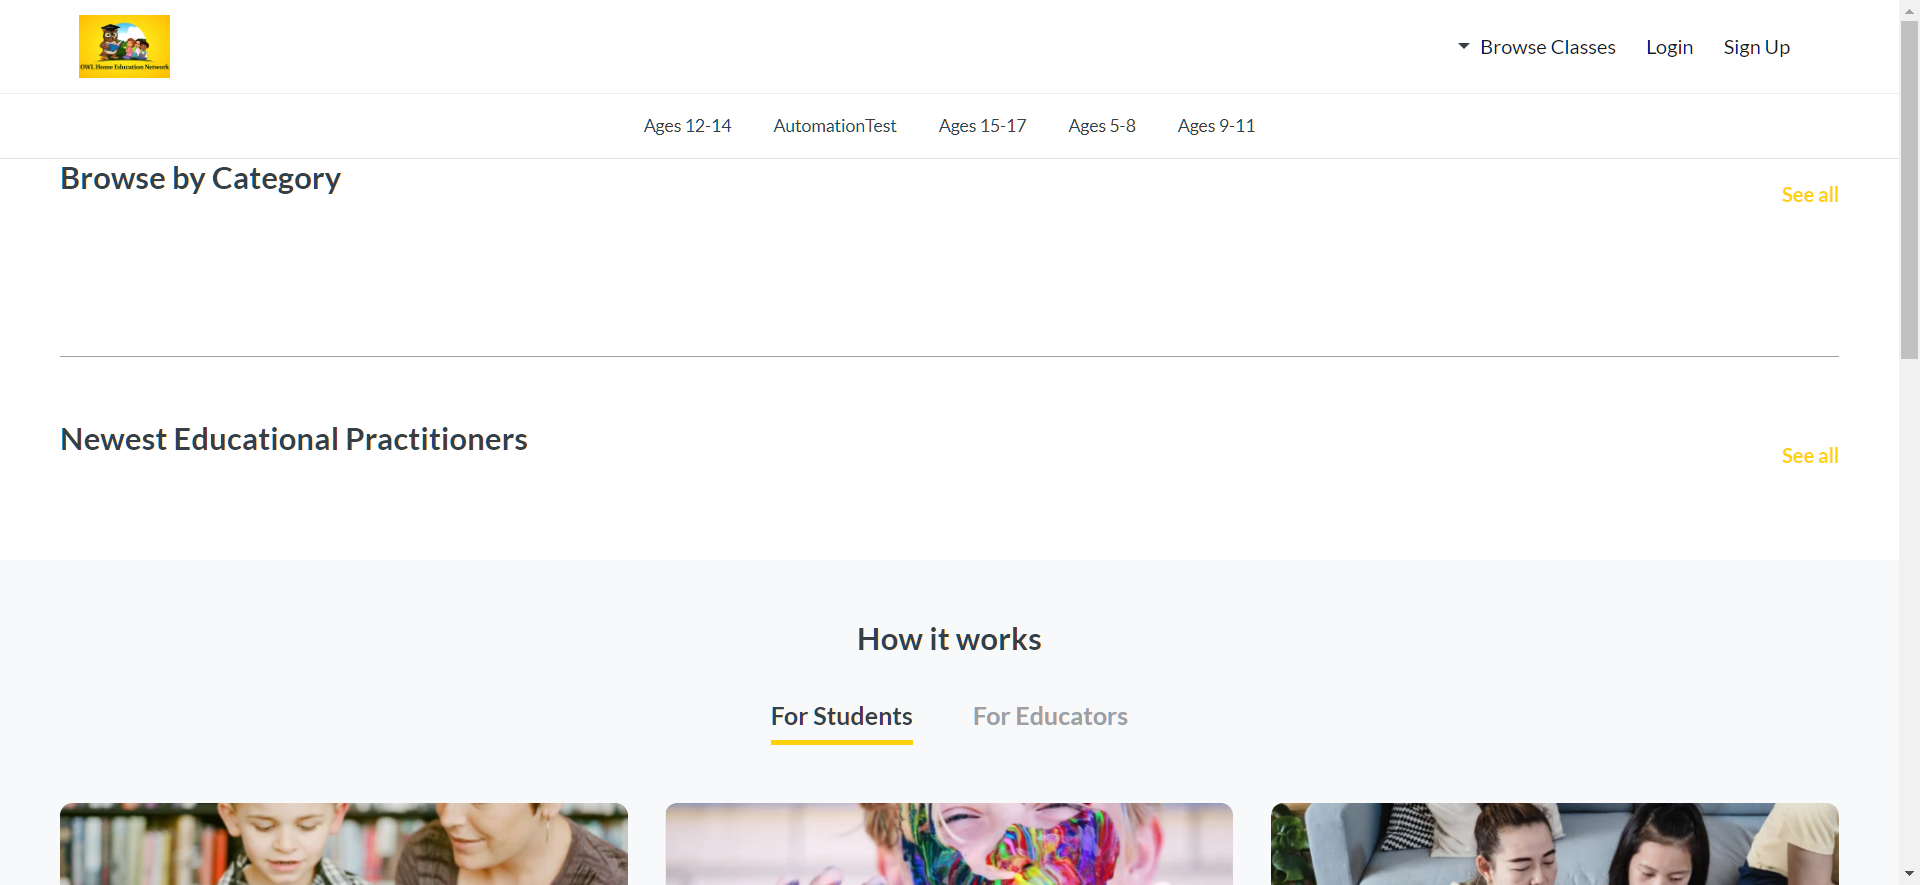 OWL Home Education Network
Browse Classes
Login
Sign Up
Ages 12-14
AutomationTest
Ages 15-17
Ages 5-8
Ages 9-11
Browse by Category
See all
Newest Educational Practitioners
See all
How it works
For Students
For Educators